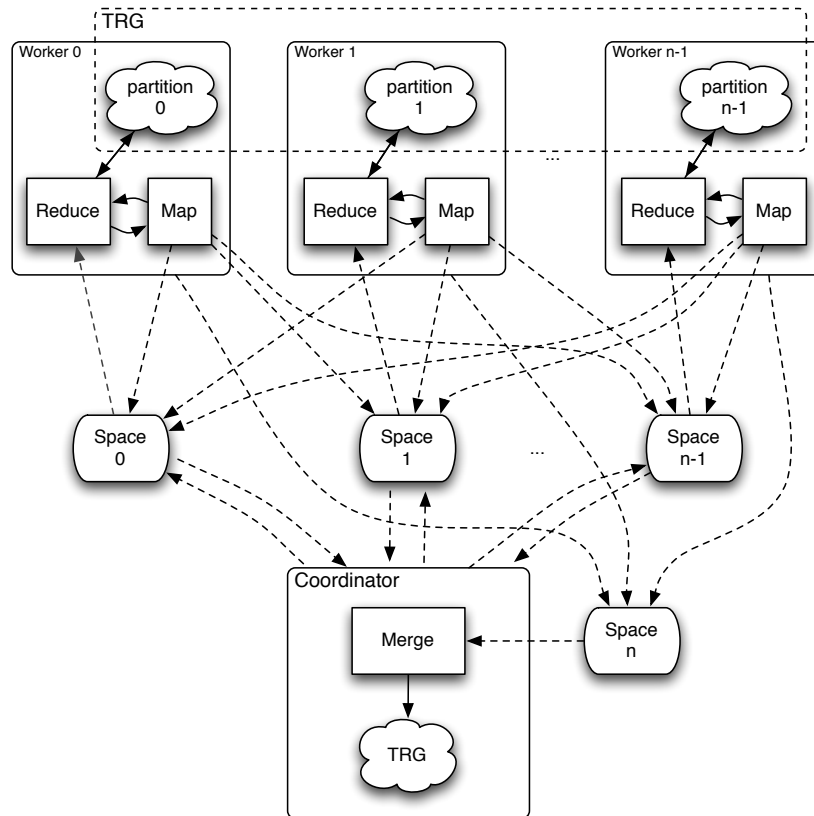 TRG
Worker 0
Worker 1
Worker n-1
partition
0
partition
1
partition
n-1
...
Reduce
Map
Reduce
Map
Reduce
Map
Space
0
Space
1
...
Space
n-1
Coordinator
Merge
Space
n
TRG